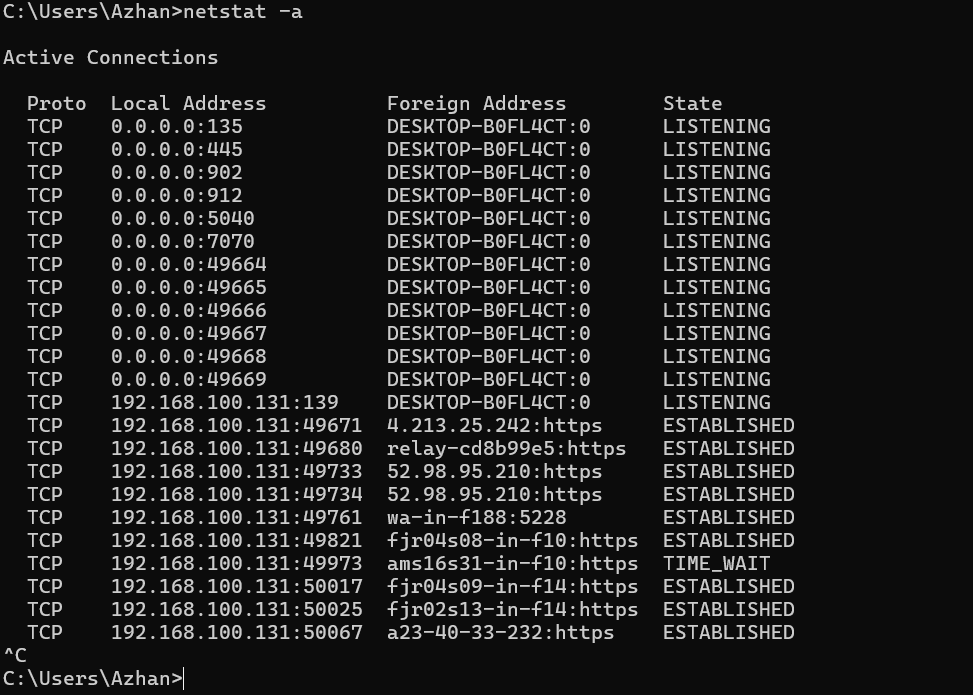 C:\Users\Azhan>netstat -a
Active Connections
Proto  Local Address          Foreign Address        State
TCP    0.0.0.0:135            DESKTOP-B0FL4CT:0      LISTENING
TCP    0.0.0.0:445            DESKTOP-B0FL4CT:0      LISTENING
TCP    0.0.0.0:902            DESKTOP-B0FL4CT:0      LISTENING
TCP    0.0.0.0:912            DESKTOP-B0FL4CT:0      LISTENING
TCP    0.0.0.0:5040           DESKTOP-B0FL4CT:0      LISTENING
TCP    0.0.0.0:7070           DESKTOP-B0FL4CT:0      LISTENING
TCP    0.0.0.0:49664          DESKTOP-B0FL4CT:0      LISTENING
TCP    0.0.0.0:49665          DESKTOP-B0FL4CT:0      LISTENING
TCP    0.0.0.0:49666          DESKTOP-B0FL4CT:0      LISTENING
TCP    0.0.0.0:49667          DESKTOP-B0FL4CT:0      LISTENING
TCP    0.0.0.0:49668          DESKTOP-B0FL4CT:0      LISTENING
TCP    0.0.0.0:49669          DESKTOP-B0FL4CT:0      LISTENING
TCP    192.168.100.131:139    DESKTOP-B0FL4CT:0      LISTENING
TCP    192.168.100.131:49671  4.213.25.242:https     ESTABLISHED
TCP    192.168.100.131:49680  relay-cd8b99e5:https   ESTABLISHED
TCP    192.168.100.131:49733  52.98.95.210:https     ESTABLISHED
TCP    192.168.100.131:49734  52.98.95.210:https     ESTABLISHED
TCP    192.168.100.131:49761  wa-in-f188:5228        ESTABLISHED
TCP    192.168.100.131:49821  fjr04s08-in-f10:https  ESTABLISHED
TCP    192.168.100.131:49973  ams16s31-in-f10:https  TIME_WAIT
TCP    192.168.100.131:50017  fjr04s09-in-f14:https  ESTABLISHED
TCP    192.168.100.131:50025  fjr02s13-in-f14:https  ESTABLISHED
TCP    192.168.100.131:50067  a23-40-33-232:https    ESTABLISHED
^C
C:\Users\Azhan>